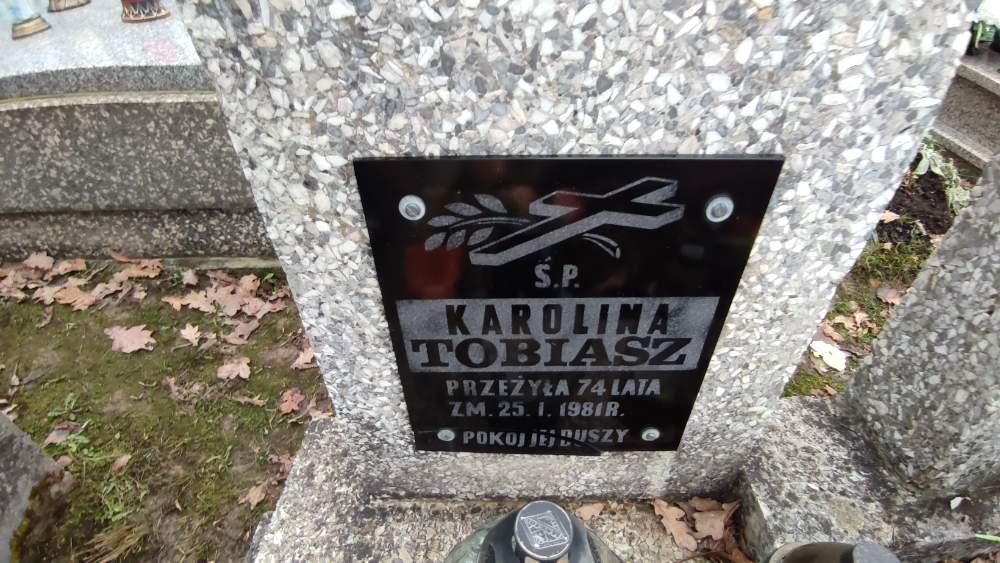 Ś.P.
KAROLINA
TOBIASZ
PRZEŻYŁA 74 LATA
ZM. 25. I. 1981R.
POKOJ JEJ DUSZY